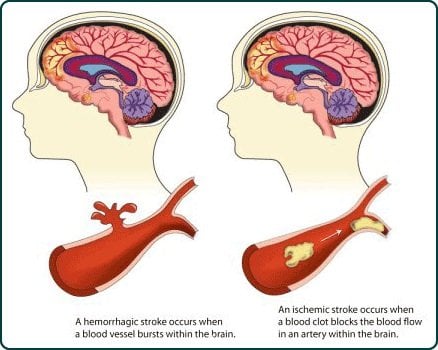 A hemorrhagic stroke occurs when
a blood vessel bursts within the brain.
An ischemic stroke occurs when
a blood clot blocks the blood flow
in an artery within the brain.